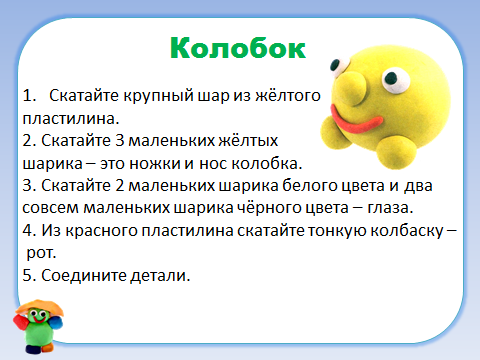 Колобок
1. Скатайте крупный шар из жёлтого
пластилина.
2. Скатайте 3 маленьких жёлтых
шарика – это ножки и нос колобка.
3. Скатайте 2 маленьких шарика белого цвета и два
совсем маленьких шарика чёрного цвета – глаза.
4. Из красного пластилина скатайте тонкую колбаску –
рот.
5. Соедините детали.